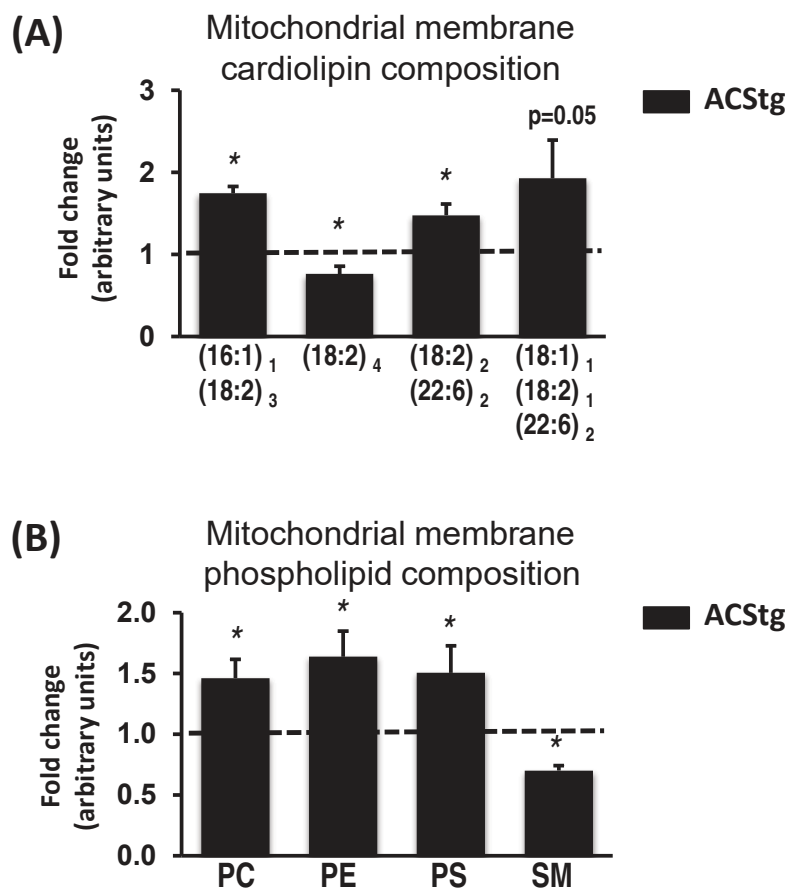 (A)
Mitochondrial membrane
cardiolipin composition
ACStg
Fold change
(arbitrary units)
3
2
1
0
*
*
*
p=0.05
(16:1) 1 (18:2) 4 (18:2) 2 (18:1) 1
(18:2) 3 (22:6) 2 (18:2) 1
(22:6) 2
(B)
Mitochondrial membrane
phospholipid composition
ACStg
Fold change
(arbitrary units)
2.0
1.5
1.0
0.5
0.0
*
*
*
*
PC PE PS SM